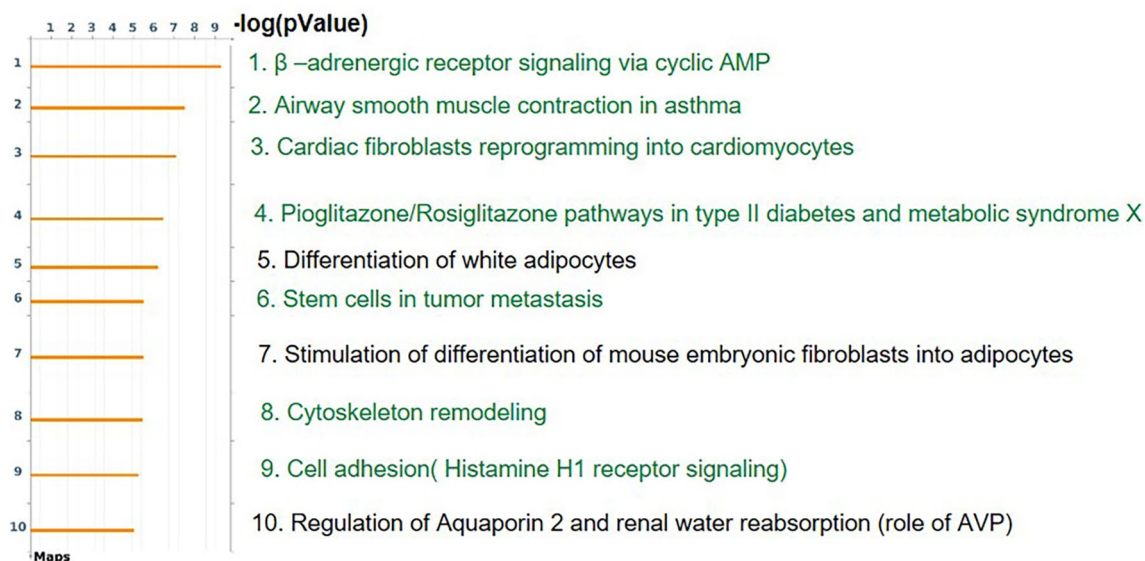 1 2 3 4 5 6 7 8 9 -log(pValue)
1 1. β –adrenergic receptor signaling via cyclic AMP
2 2. Airway smooth muscle contraction in asthma
3 3. Cardiac fibroblasts reprogramming into cardiomyocytes
4 4. Pioglitazone/Rosiglitazone pathways in type II diabetes and metabolic syndrome X
5 5. Differentiation of white adipocytes
6 6. Stem cells in tumor metastasis
7 7. Stimulation of differentiation of mouse embryonic fibroblasts into adipocytes
8 8. Cytoskeleton remodeling
9 9. Cell adhesion( Histamine H1 receptor signaling)
10 10. Regulation of Aquaporin 2 and renal water reabsorption (role of AVP)
Maps